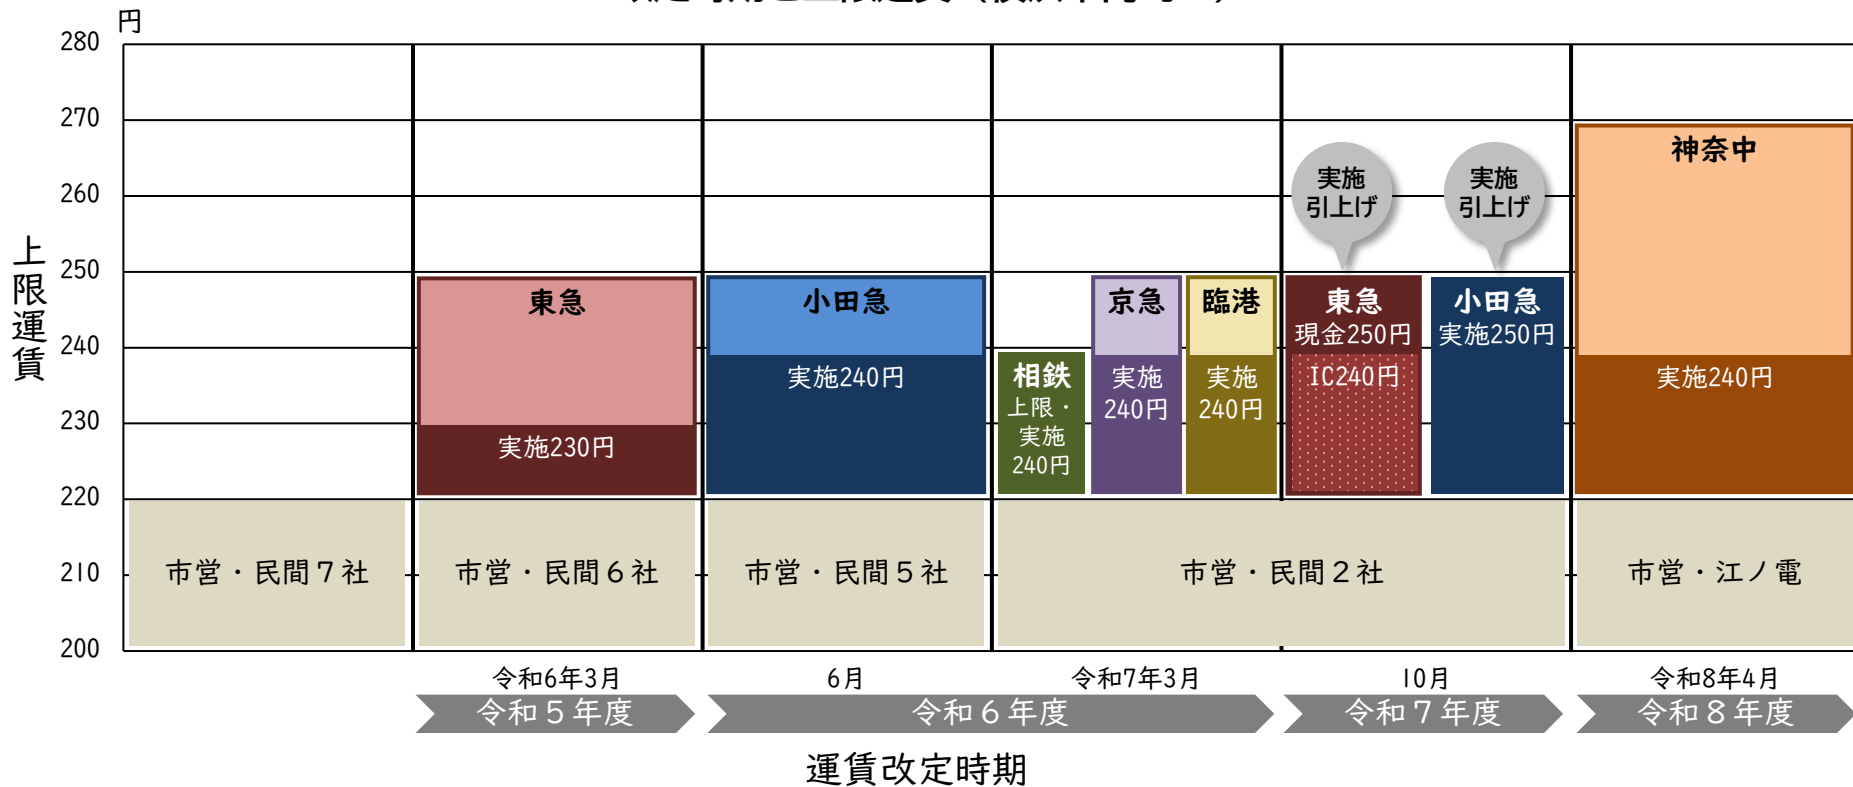 円
280
270
260
250
240
230
220
210
200
上限運賃
東急
実施230円
小田急
実施240円
相鉄
上限・
実施
240円
京急
実施
240円
臨港
実施
240円
実施
引上げ
東急
現金250円
IC240円
実施
引上げ
小田急
実施250円
神奈中
実施240円
市営・民間7社
市営・民間6社
市営・民間5社
市営・民間2社
市営・江ノ電
令和6年3月
6月
令和7年3月
10月
令和8年4月
令和5年度
令和6年度
令和7年度
令和8年度
運賃改定時期